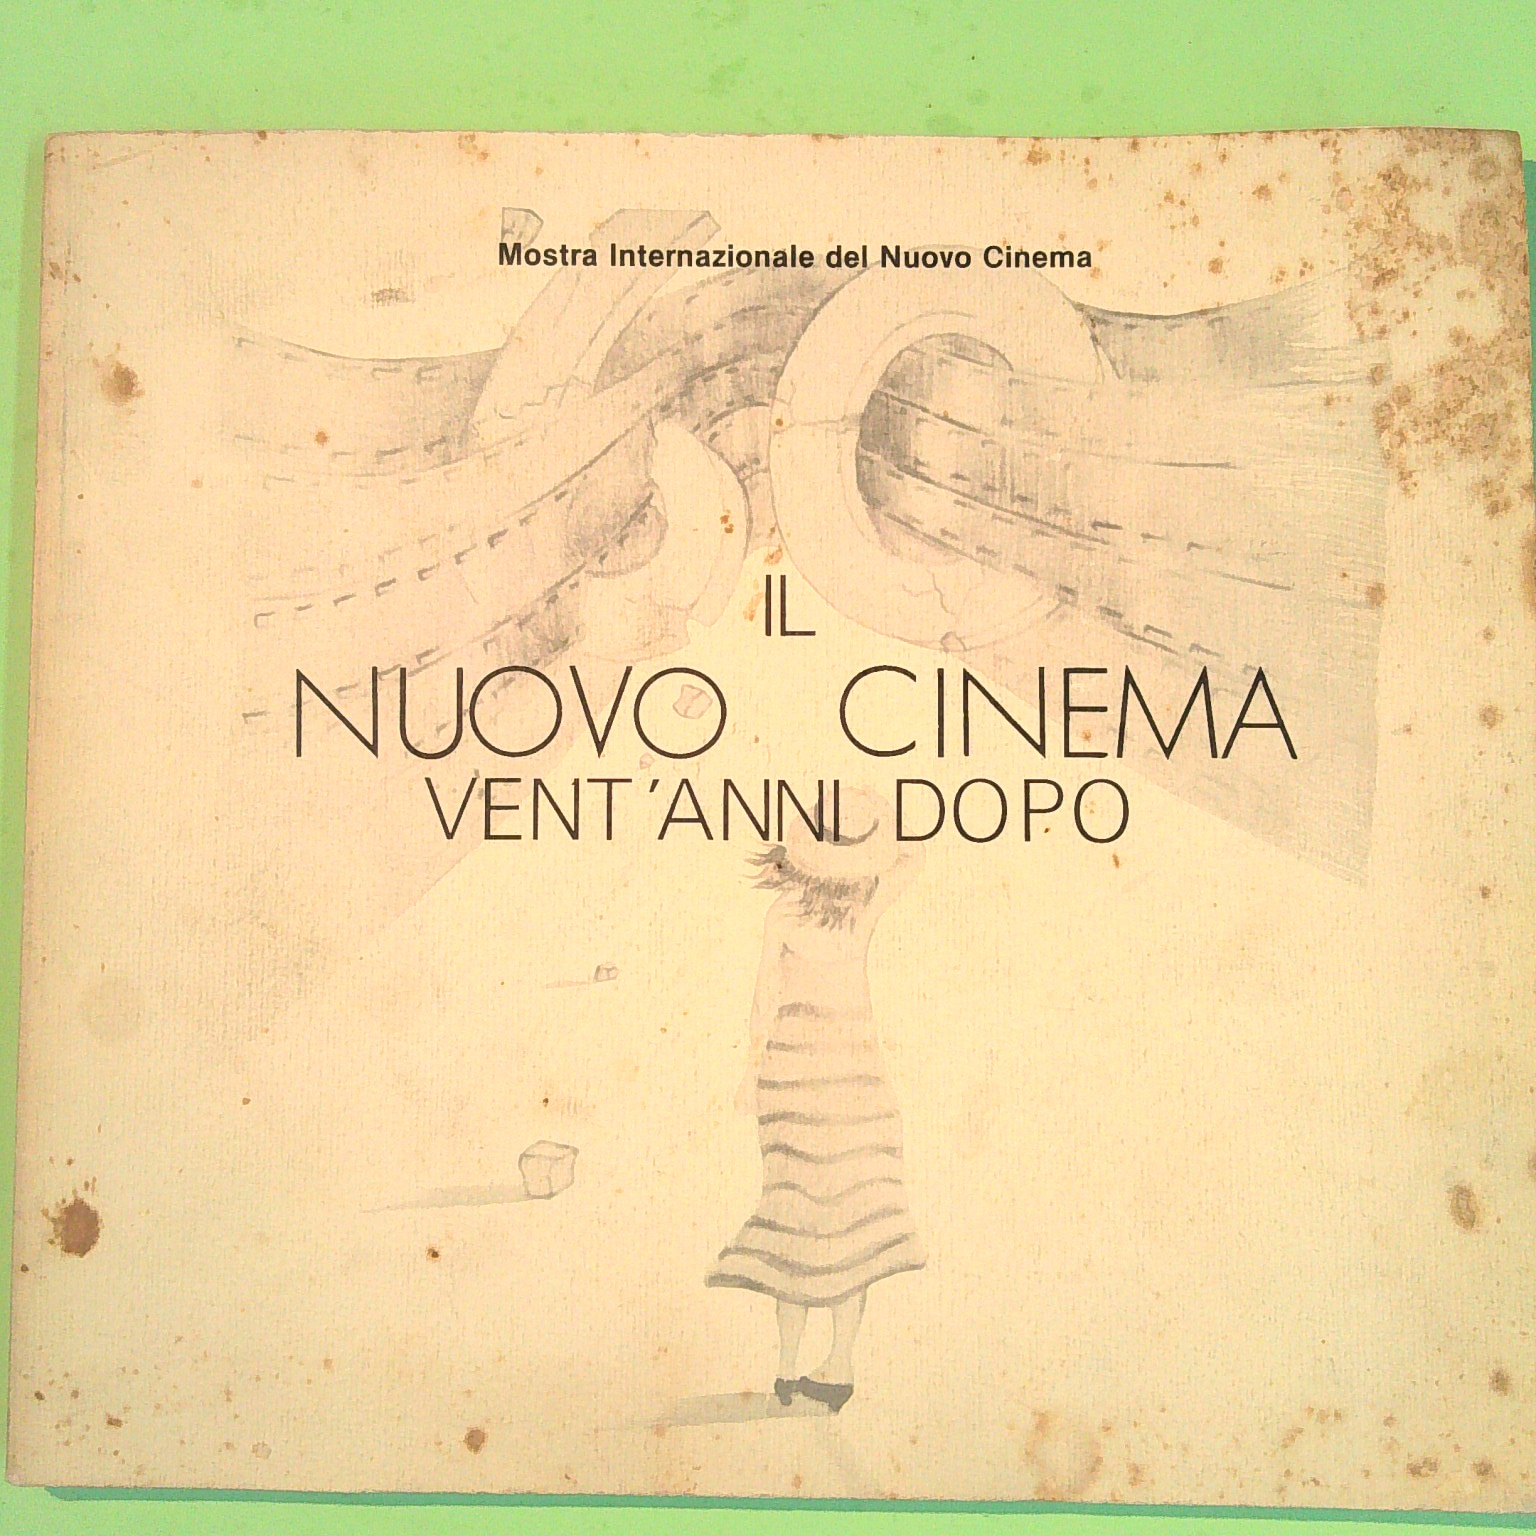 Mostra Internazionale del Nuovo Cinema
IL
NUOVO CINEMA
VENT'ANNI DOPO